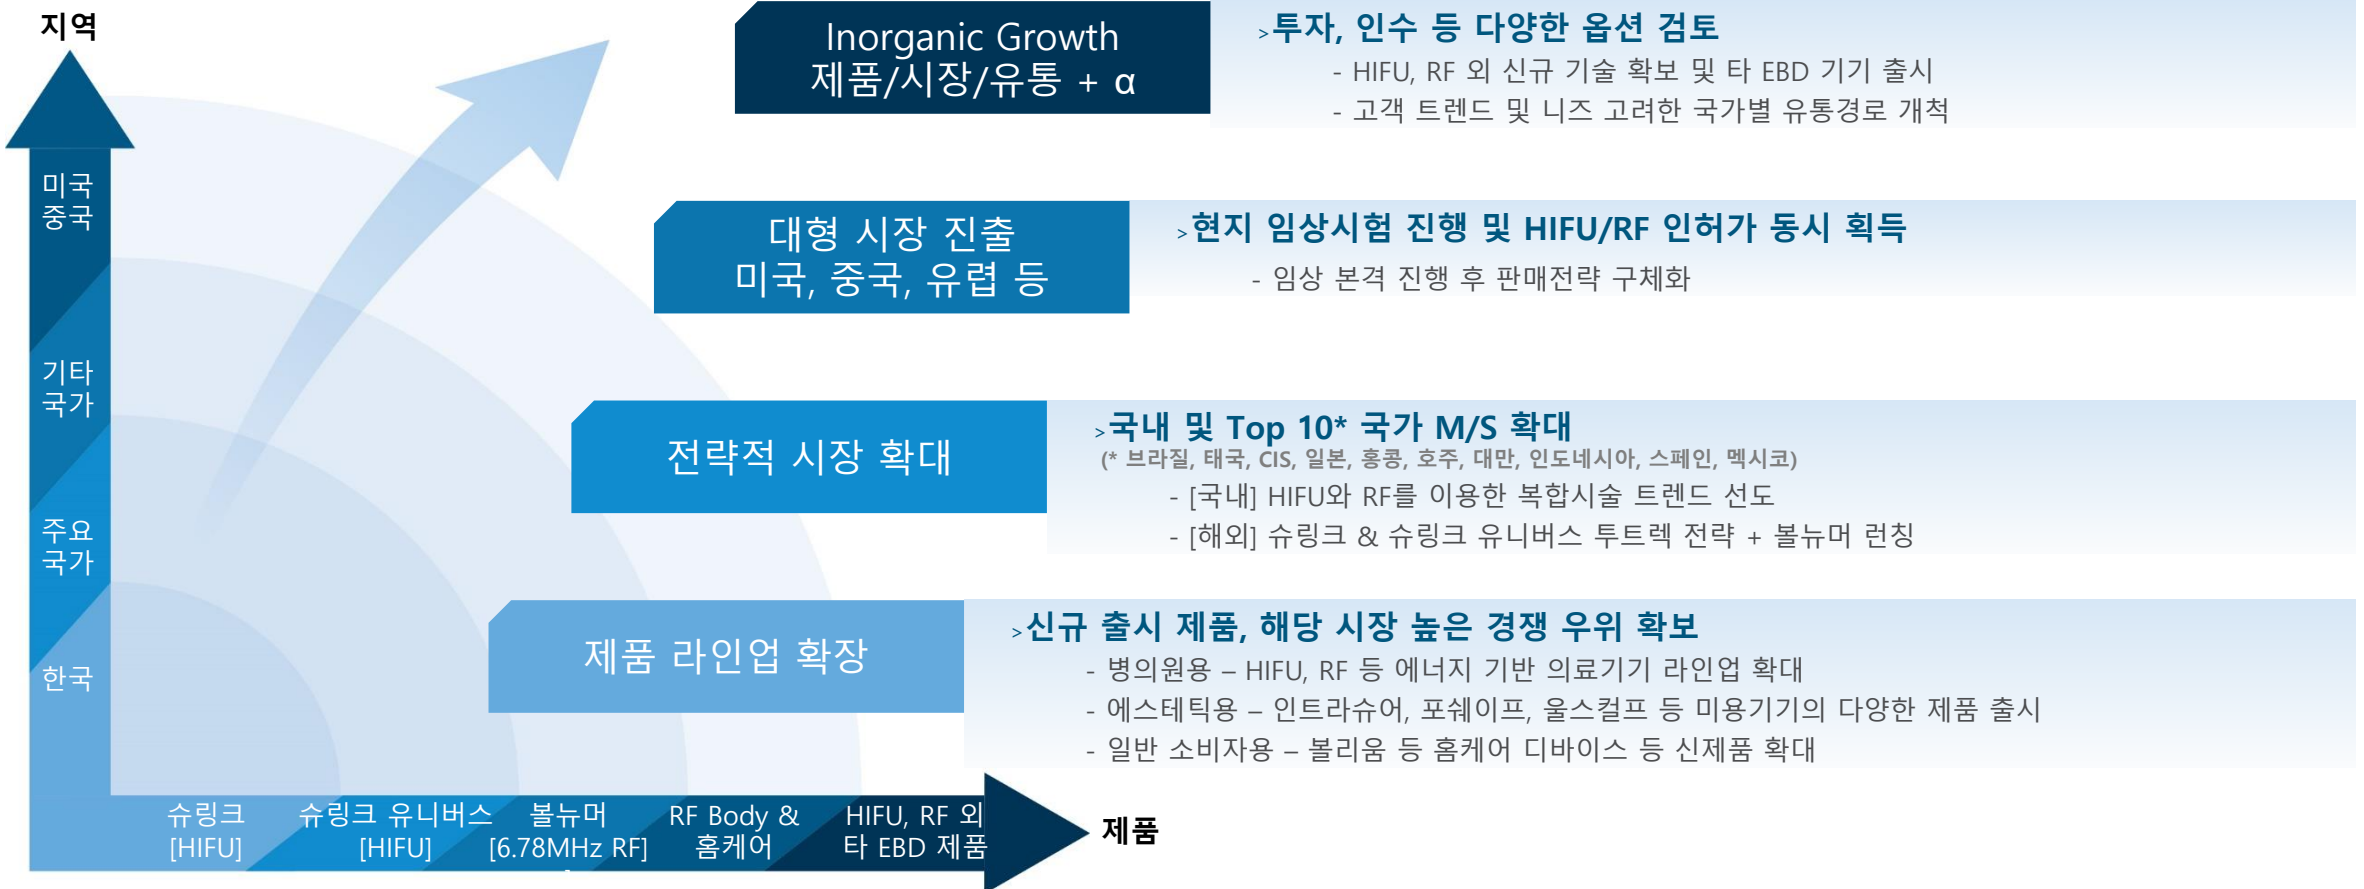 지역
미국
중국
기타
국가
주요
국가
한국
Inorganic Growth
제품/시장/유통 + α
>투자, 인수 등 다양한 옵션 검토
- HIFU, RF 외 신규 기술 확보 및 타 EBD 기기 출시
- 고객 트렌드 및 니즈 고려한 국가별 유통경로 개척
대형 시장 진출
미국, 중국, 유렵 등
>현지 임상시험 진행 및 HIFU/RF 인허가 동시 획득
- 임상 본격 진행 후 판매전략 구체화
전략적 시장 확대
>국내 및 Top 10* 국가 M/S 확대
(* 브라질, 태국, CIS, 일본, 홍콩, 호주, 대만, 인도네시아, 스페인, 멕시코)
- [국내] HIFU와 RF를 이용한 복합시술 트렌드 선도
- [해외] 슈링크 & 슈링크 유니버스 투트렉 전략 + 볼뉴머 런칭
제품 라인업 확장
>신규 출시 제품, 해당 시장 높은 경쟁 우위 확보
- 병의원용 – HIFU, RF 등 에너지 기반 의료기기 라인업 확대
- 에스테틱용 – 인트라슈어, 포쉐이프, 울스컬프 등 미용기기의 다양한 제품 출시
- 일반 소비자용 – 볼리움 등 홈케어 디바이스 등 신제품 확대
슈링크
[HIFU]
슈링크 유니버스
[HIFU]
볼뉴머
[6.78MHz RF]
RF Body &
홈케어
HIFU, RF 외
타 EBD 제품
제품